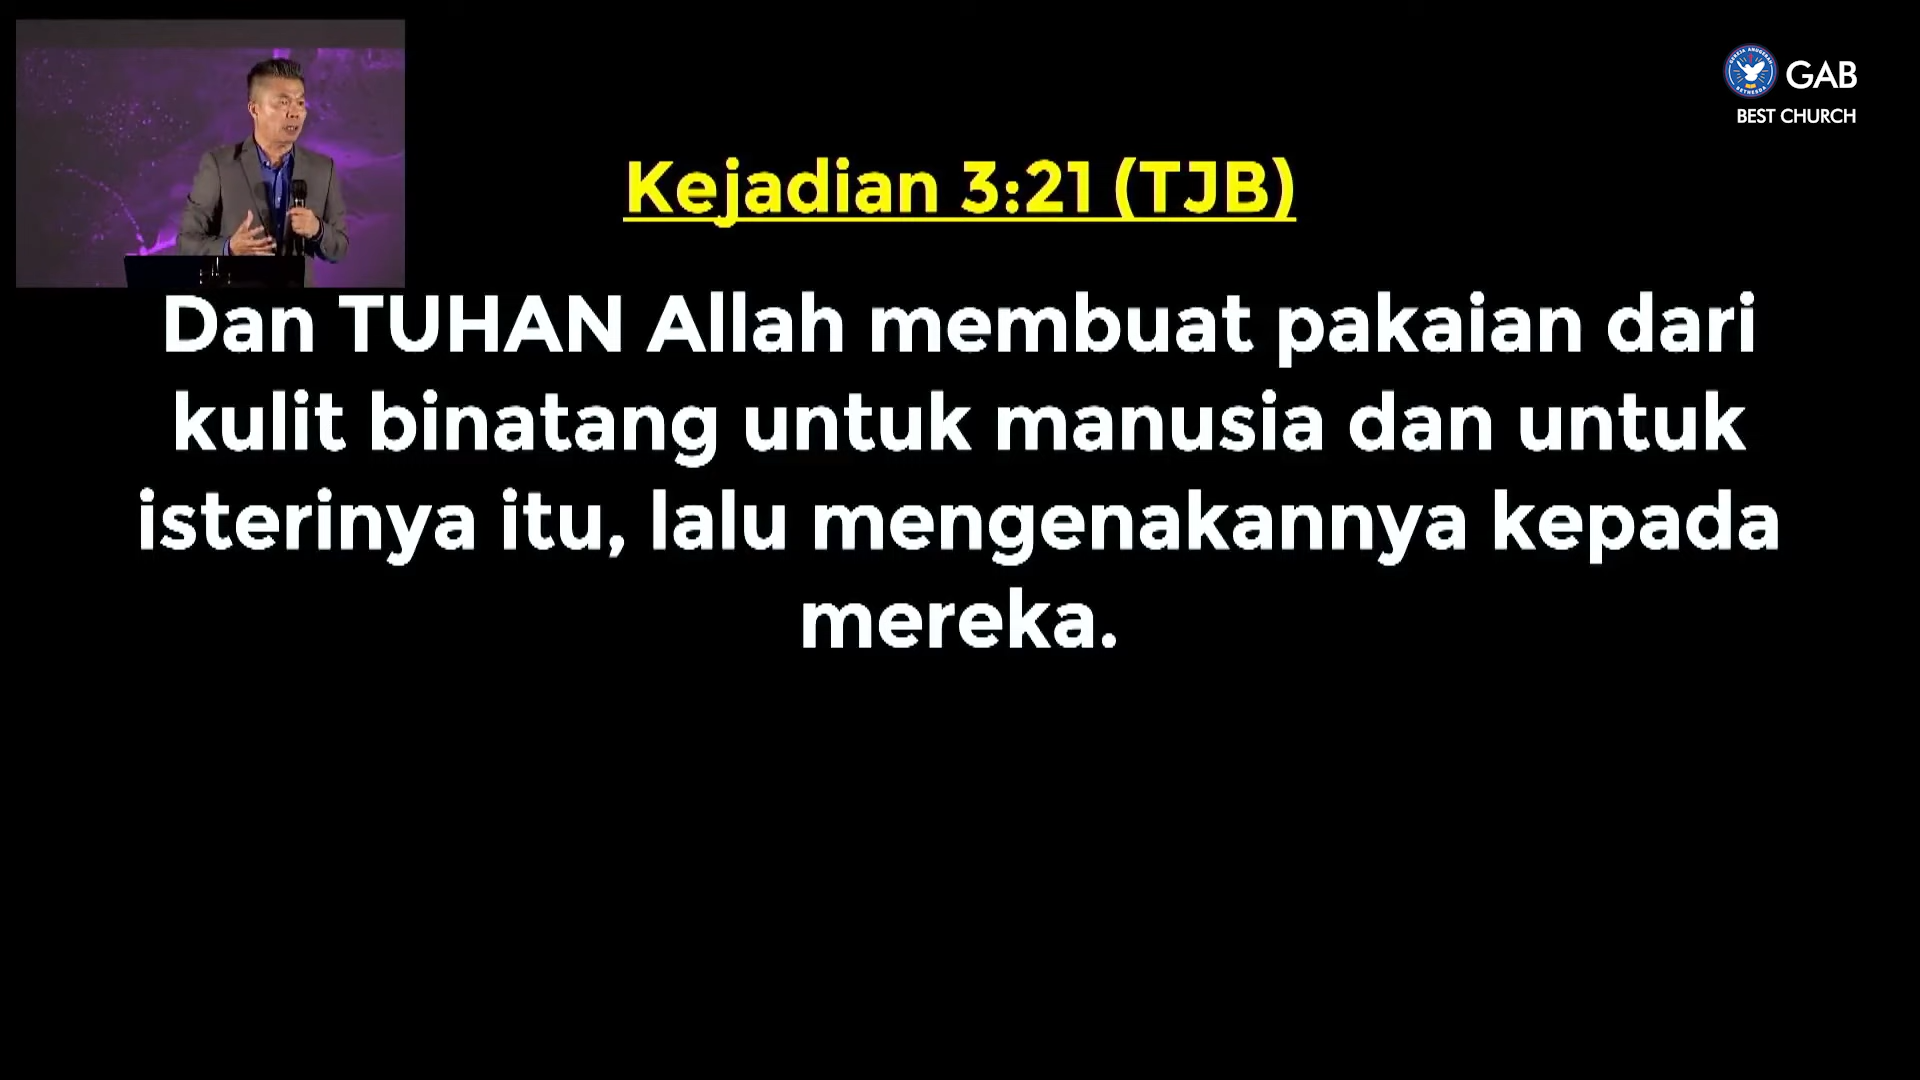 GAB
BEST CHURCH
Kejadian 3:21 (TJB)
Dan TUHAN Allah membuat pakaian dari
kulit binatang untuk manusia dan untuk
isterinya itu, lalu mengenakannya kepada
mereka.